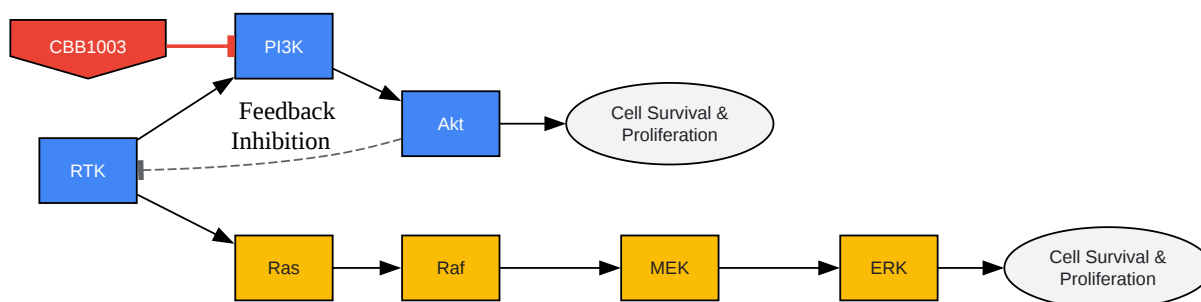 CBB1003
PI3K
Feedback
Inhibition
Akt
Cell Survival &
Proliferation
RTK
Ras
Raf
MEK
ERK
Cell Survival &
Proliferation